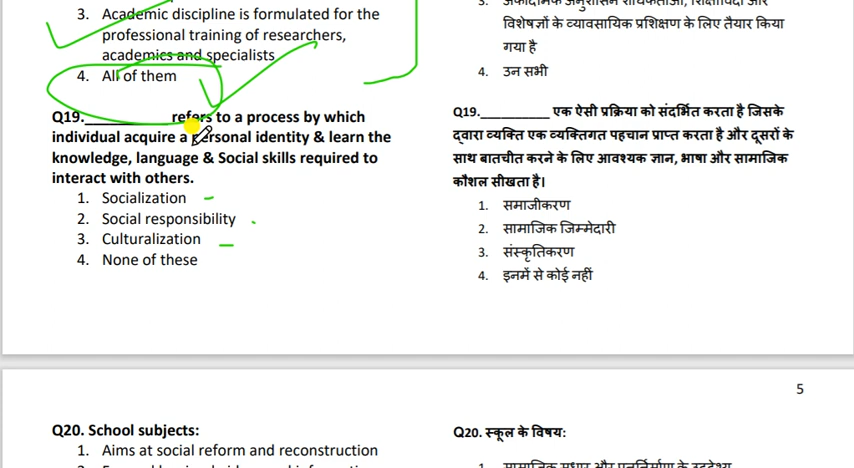 3. Academic discipline is formulated for the
professional training of researchers,
academics and specialists
4. All of them
Q19.__________ refers to a process by which
individual acquire a personal identity & learn the
knowledge, language & Social skills required to
interact with others.
1. Socialization
2. Social responsibility
3. Culturalization
4. None of these
विशेषज्ञों के व्यावसायिक प्रशिक्षण के लिए तैयार किया
गया है
4. उन सभी
Q19.__________ एक ऐसी प्रक्रिया को संदर्भित करता है जिसके
द्वारा व्यक्ति एक व्यक्तिगत पहचान प्राप्त करता है और दूसरों के
साथ बातचीत करने के लिए आवश्यक ज्ञान, भाषा और सामाजिक
कौशल सीखता है।
1. समाजीकरण
2. सामाजिक जिम्मेदारी
3. संस्कृतिकरण
4. इनमें से कोई नहीं
5
Q20. School subjects:
1. Aims at social reform and reconstruction
Q20. स्कूल के विषय: